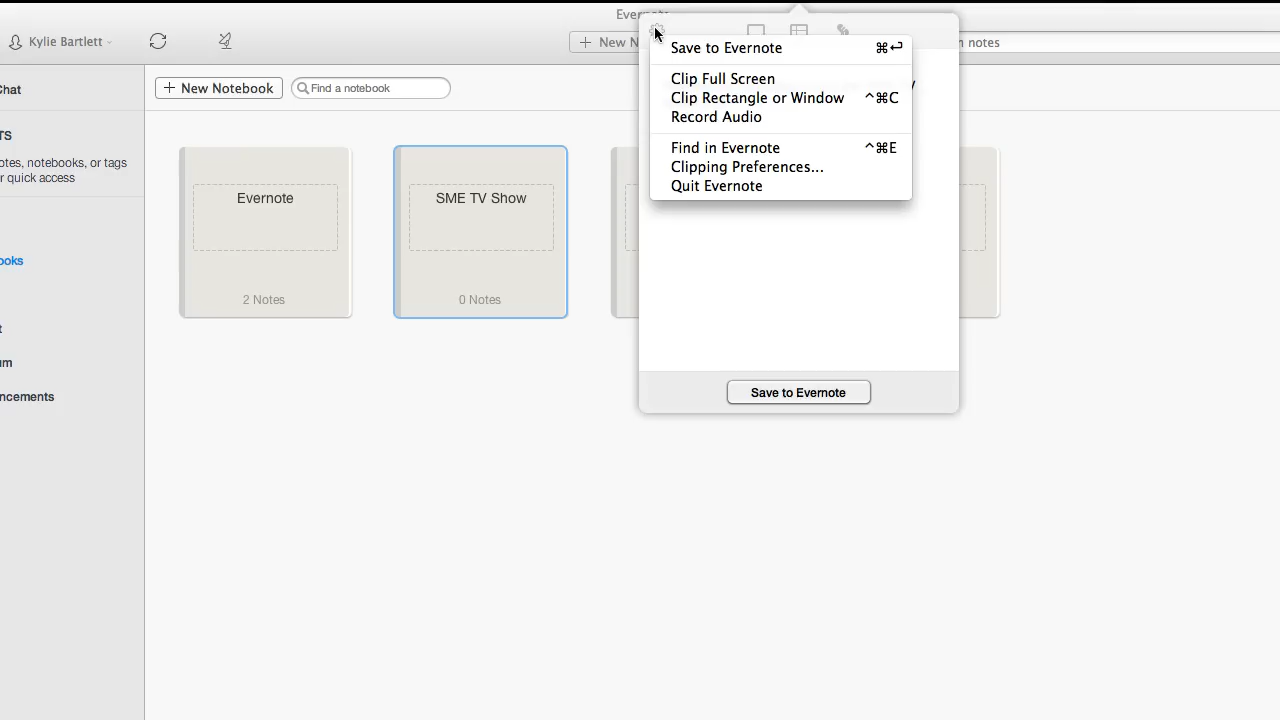 Kylie Bartlett
+ New N
n notes
Chat
TS
otes, notebooks, or tags
r quick access
ooks
t
um
ncements
+ New Notebook
Find a notebook
Evernote
2 Notes
SME TV Show
0 Notes
Save to Evernote ⌘↩
Clip Full Screen
Clip Rectangle or Window ^⌘C
Record Audio
Find in Evernote ^⌘E
Clipping Preferences...
Quit Evernote
Save to Evernote